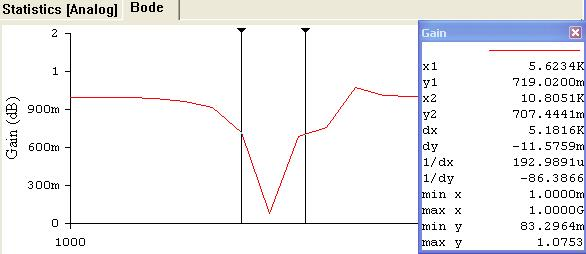 Statistics [Analog] Bode
2
1
900m
600m
300m
0
Gain (dB)
1000
Gain
x1 5.6234K
y1 719.0200m
x2 10.8051K
y2 707.4441m
dx 5.1816K
dy -11.5759m
1/dx 192.9891u
1/dy -86.3866
min x 1.0000m
max x 1.0000G
min y 83.2964m
max y 1.0753